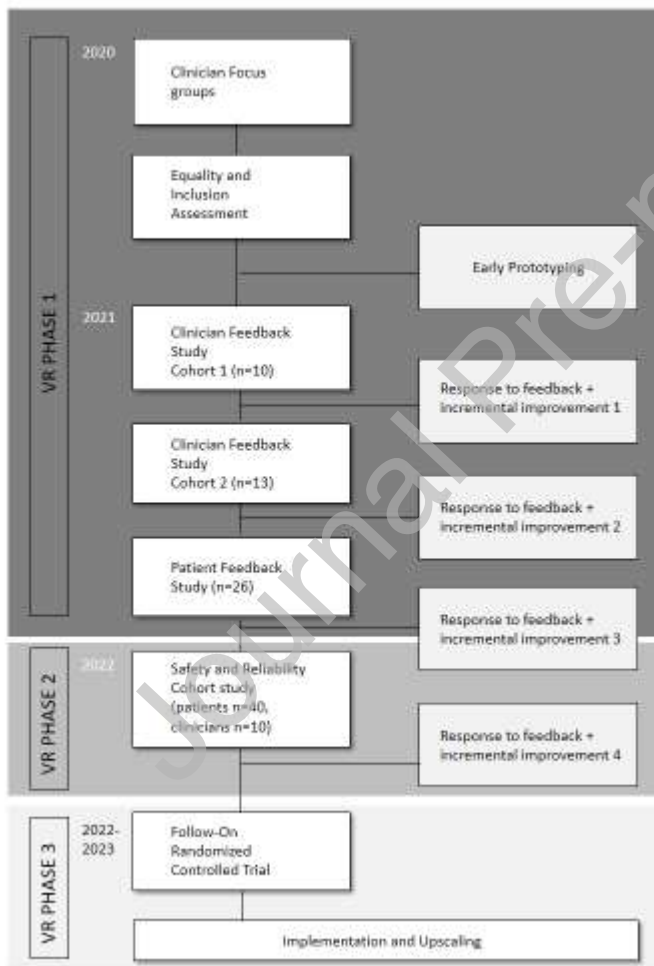 2020
VR PHASE 1
Clinician Focus
groups
Equality and
Inclusion
Assessment
Early Prototyping
2021
Clinician Feedback
Study
Cohort 1 (n=10)
Response to feedback +
incremental improvement 1
Clinician Feedback
Study
Cohort 2 (n=13)
Response to feedback +
incremental improvement 2
Patient Feedback
Study (n=26)
Response to feedback +
incremental improvement 3
VR PHASE 2
2022
Safety and Reliability
Cohort study
(patients n=40,
clinicians n=10)
Response to feedback +
incremental improvement 4
VR PHASE 3
2022-
2023
Follow-On
Randomized
Controlled Trial
Implementation and Upscaling
Journal Pre-